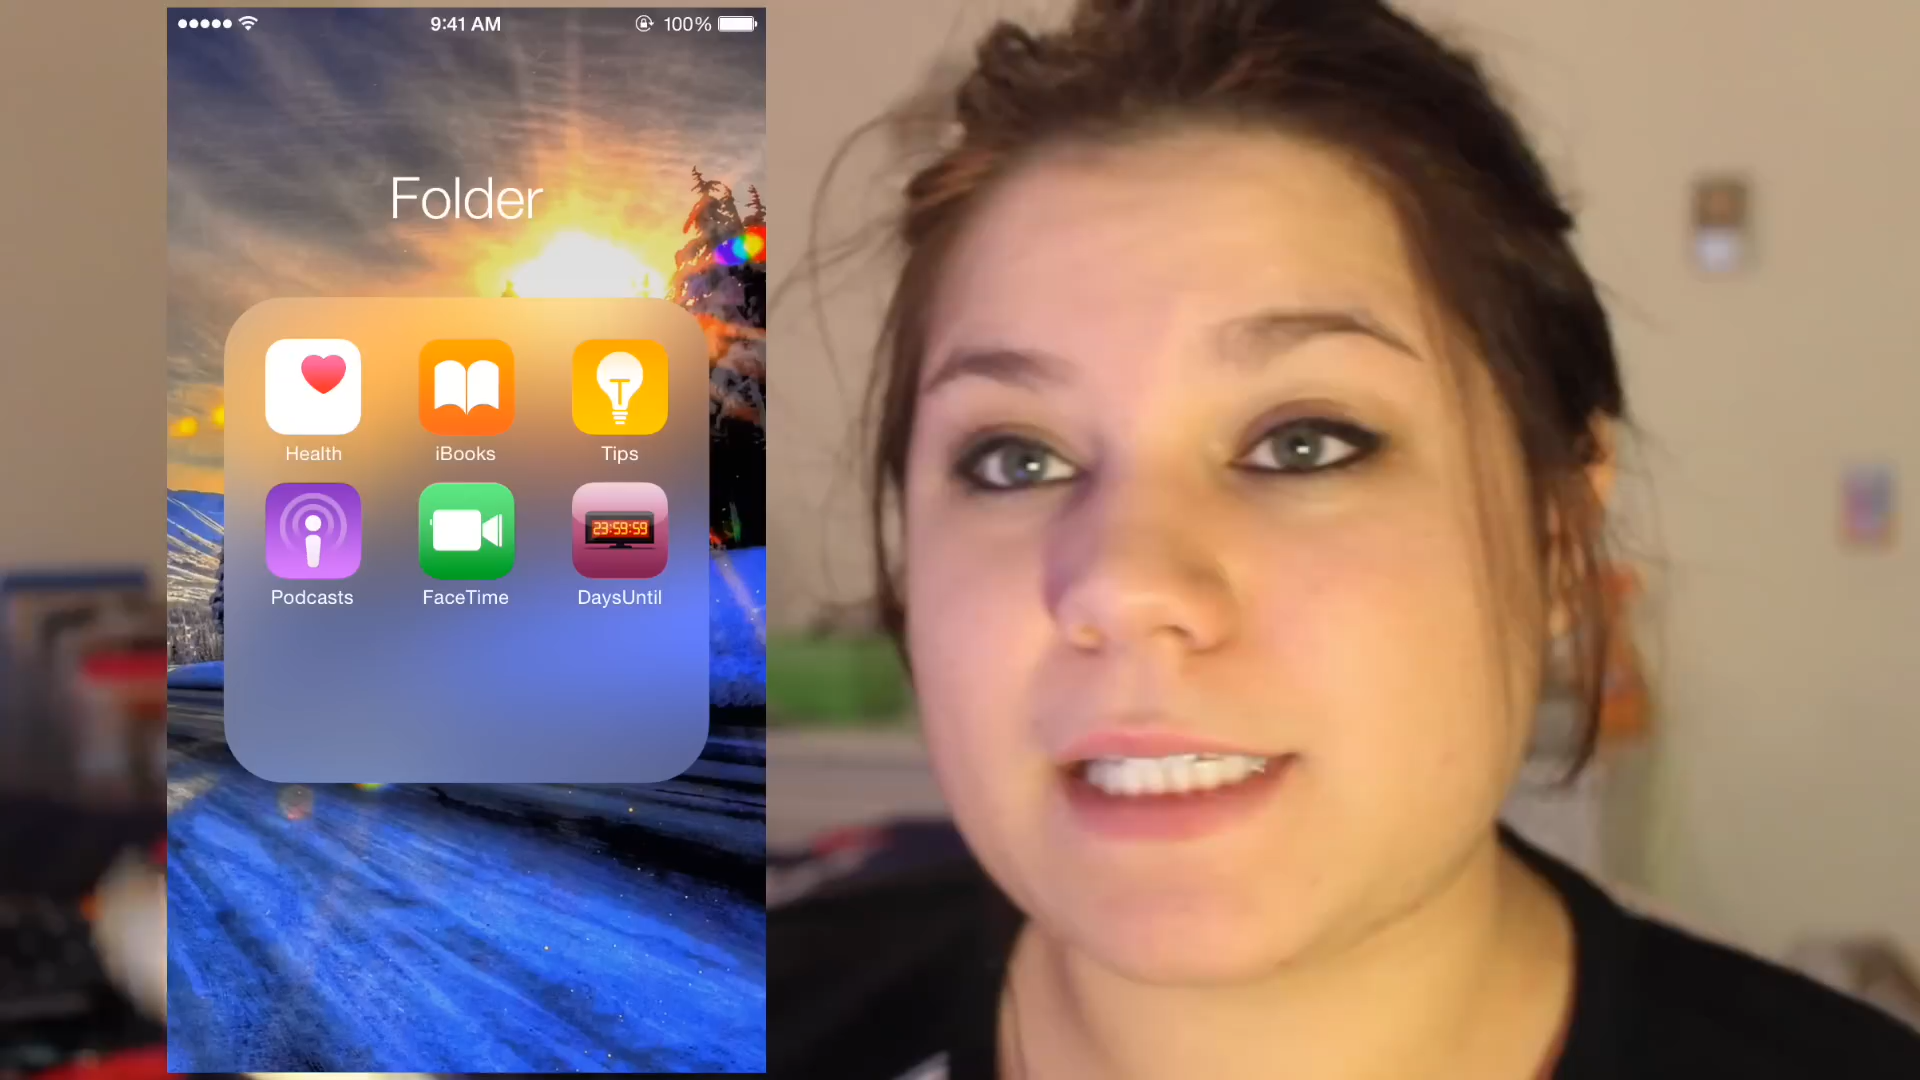 9:41 AM 100%
Folder
Health iBooks Tips
23:59:59
Podcasts FaceTime DaysUntil